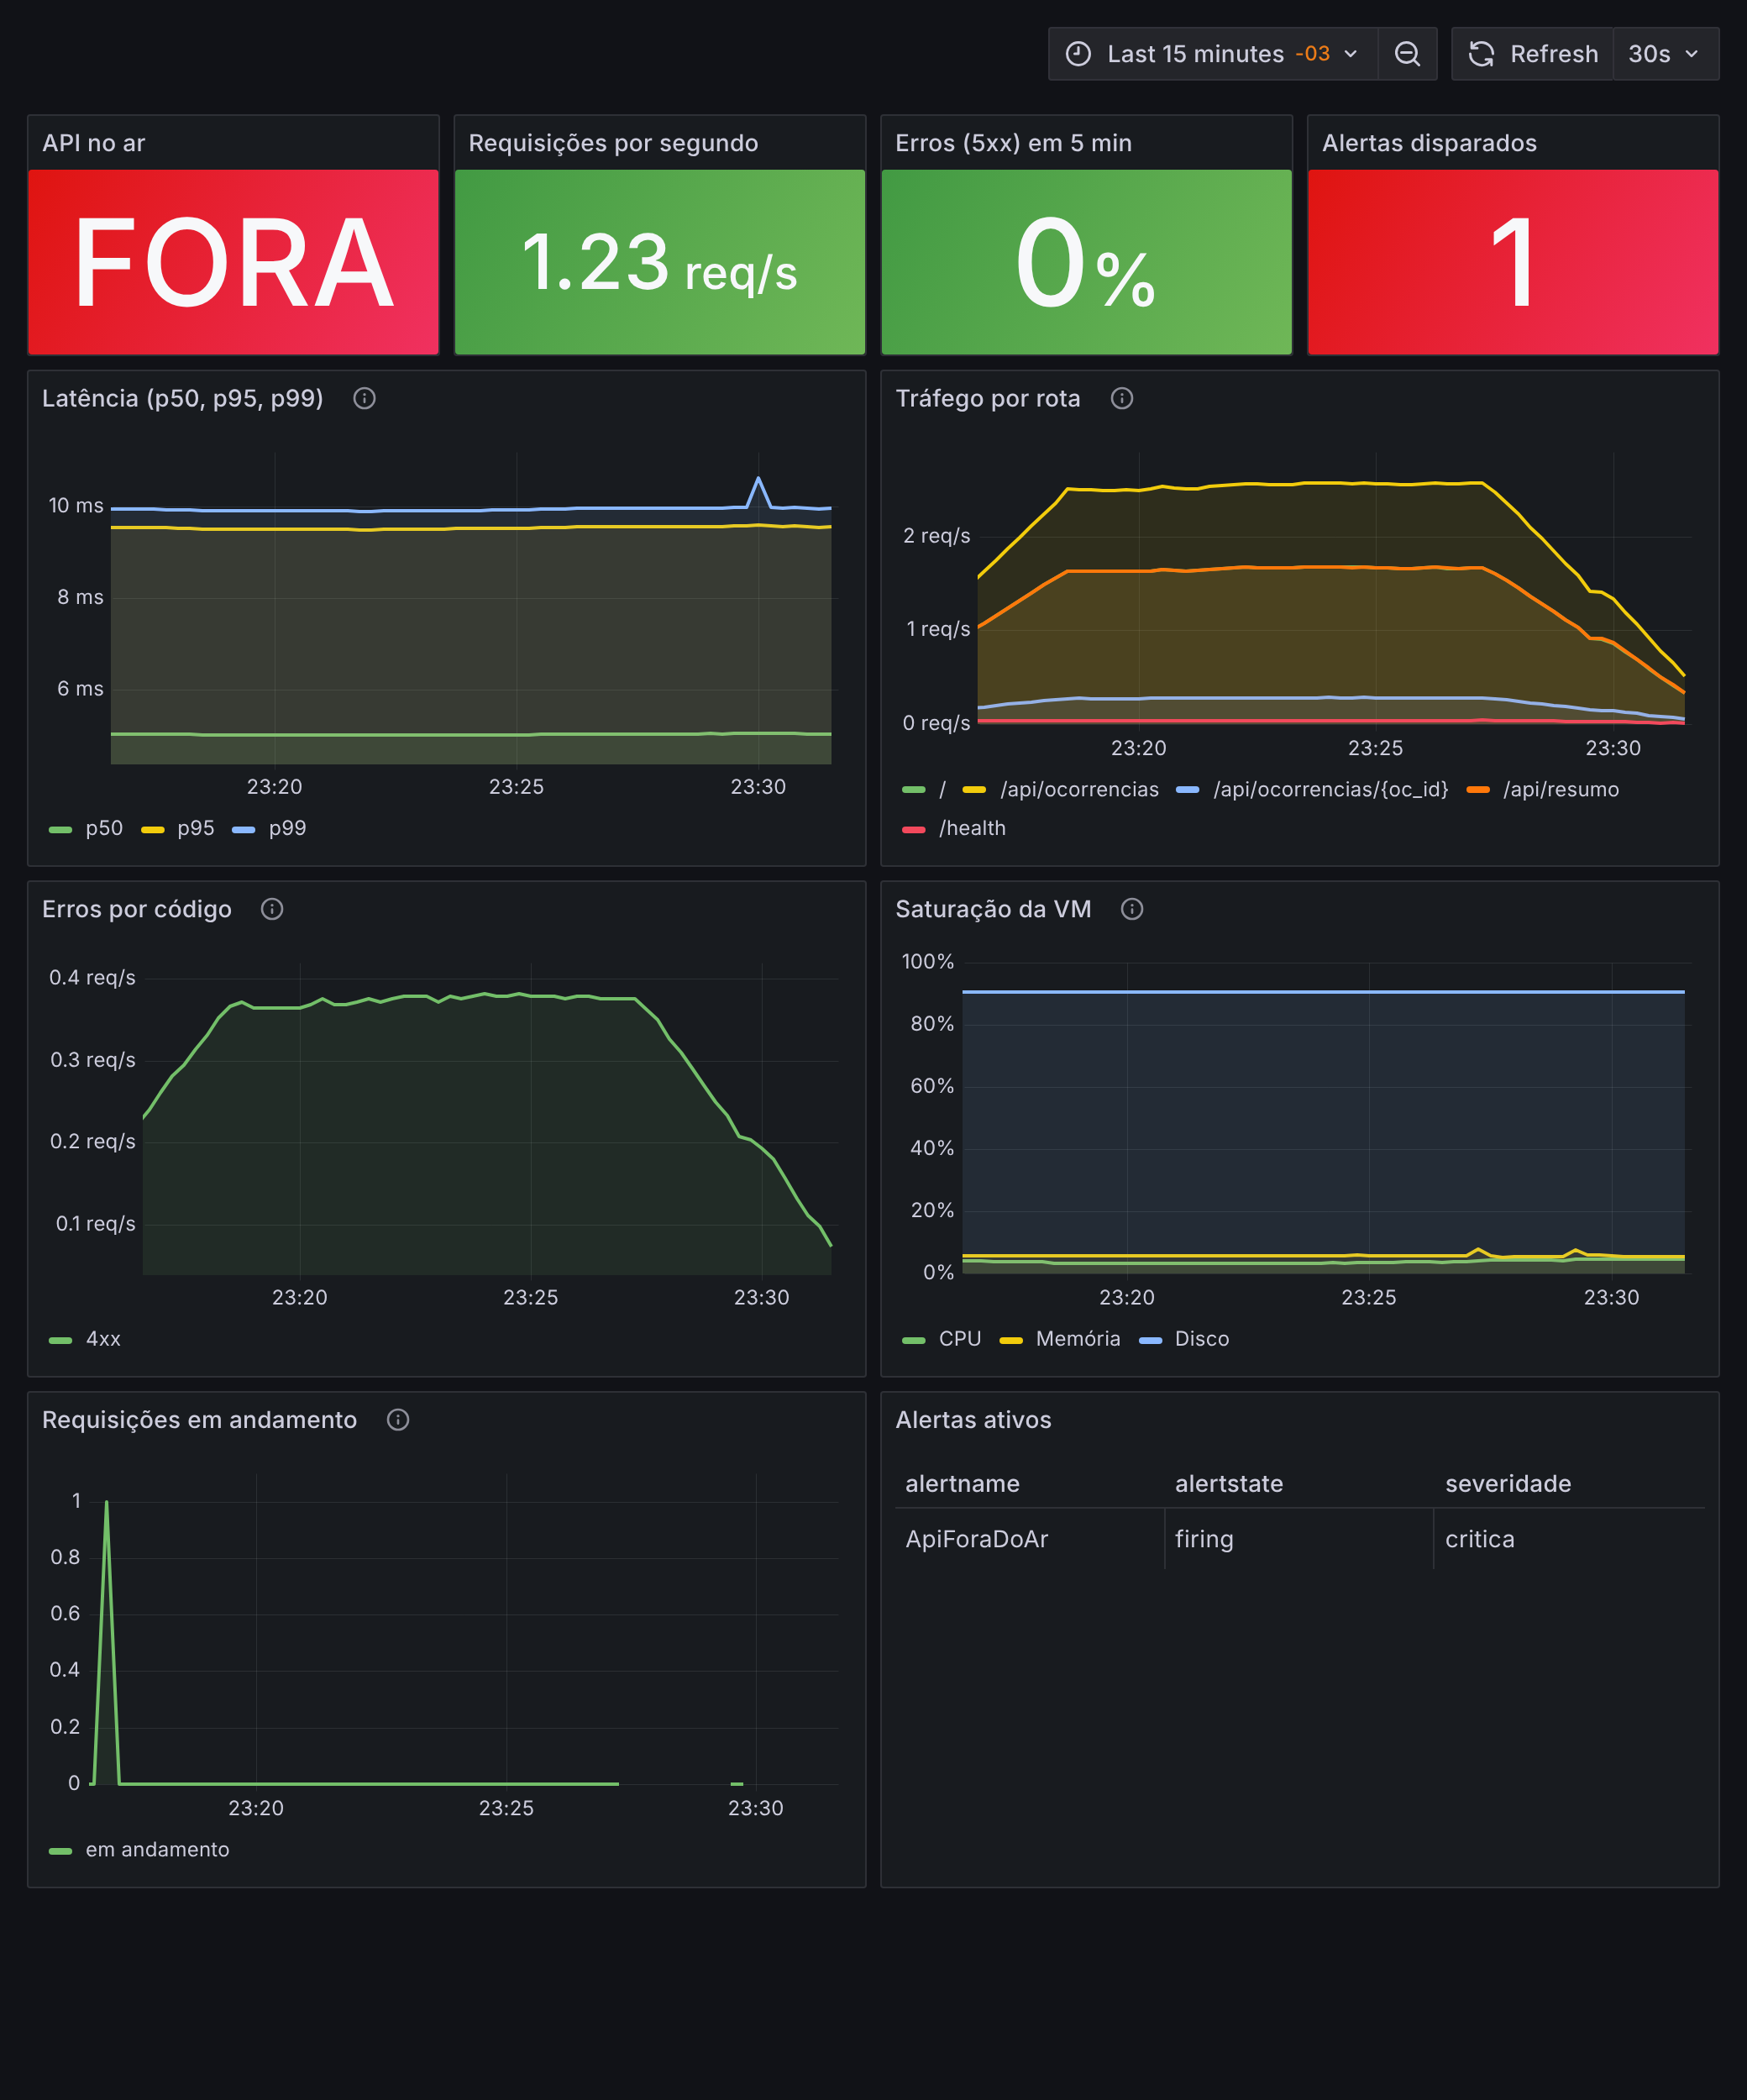 Last 15 minutes -03
Refresh 30s
API no ar
FORA
Requisições por segundo
1.23 req/s
Erros (5xx) em 5 min
0%
Alertas disparados
1
Latência (p50, p95, p99)
10 ms
8 ms
6 ms
23:20 23:25 23:30
p50 p95 p99
Tráfego por rota
2 req/s
1 req/s
0 req/s
23:20 23:25 23:30
/ /api/ocorrencias /api/ocorrencias/{oc_id} /api/resumo
/health
Erros por código
0.4 req/s
0.3 req/s
0.2 req/s
0.1 req/s
23:20 23:25 23:30
4xx
Saturação da VM
100%
80%
60%
40%
20%
0%
23:20 23:25 23:30
CPU Memória Disco
Requisições em andamento
1
0.8
0.6
0.4
0.2
0
23:20 23:25 23:30
em andamento
Alertas ativos
alertname alertstate severidade
ApiForaDoAr firing critica